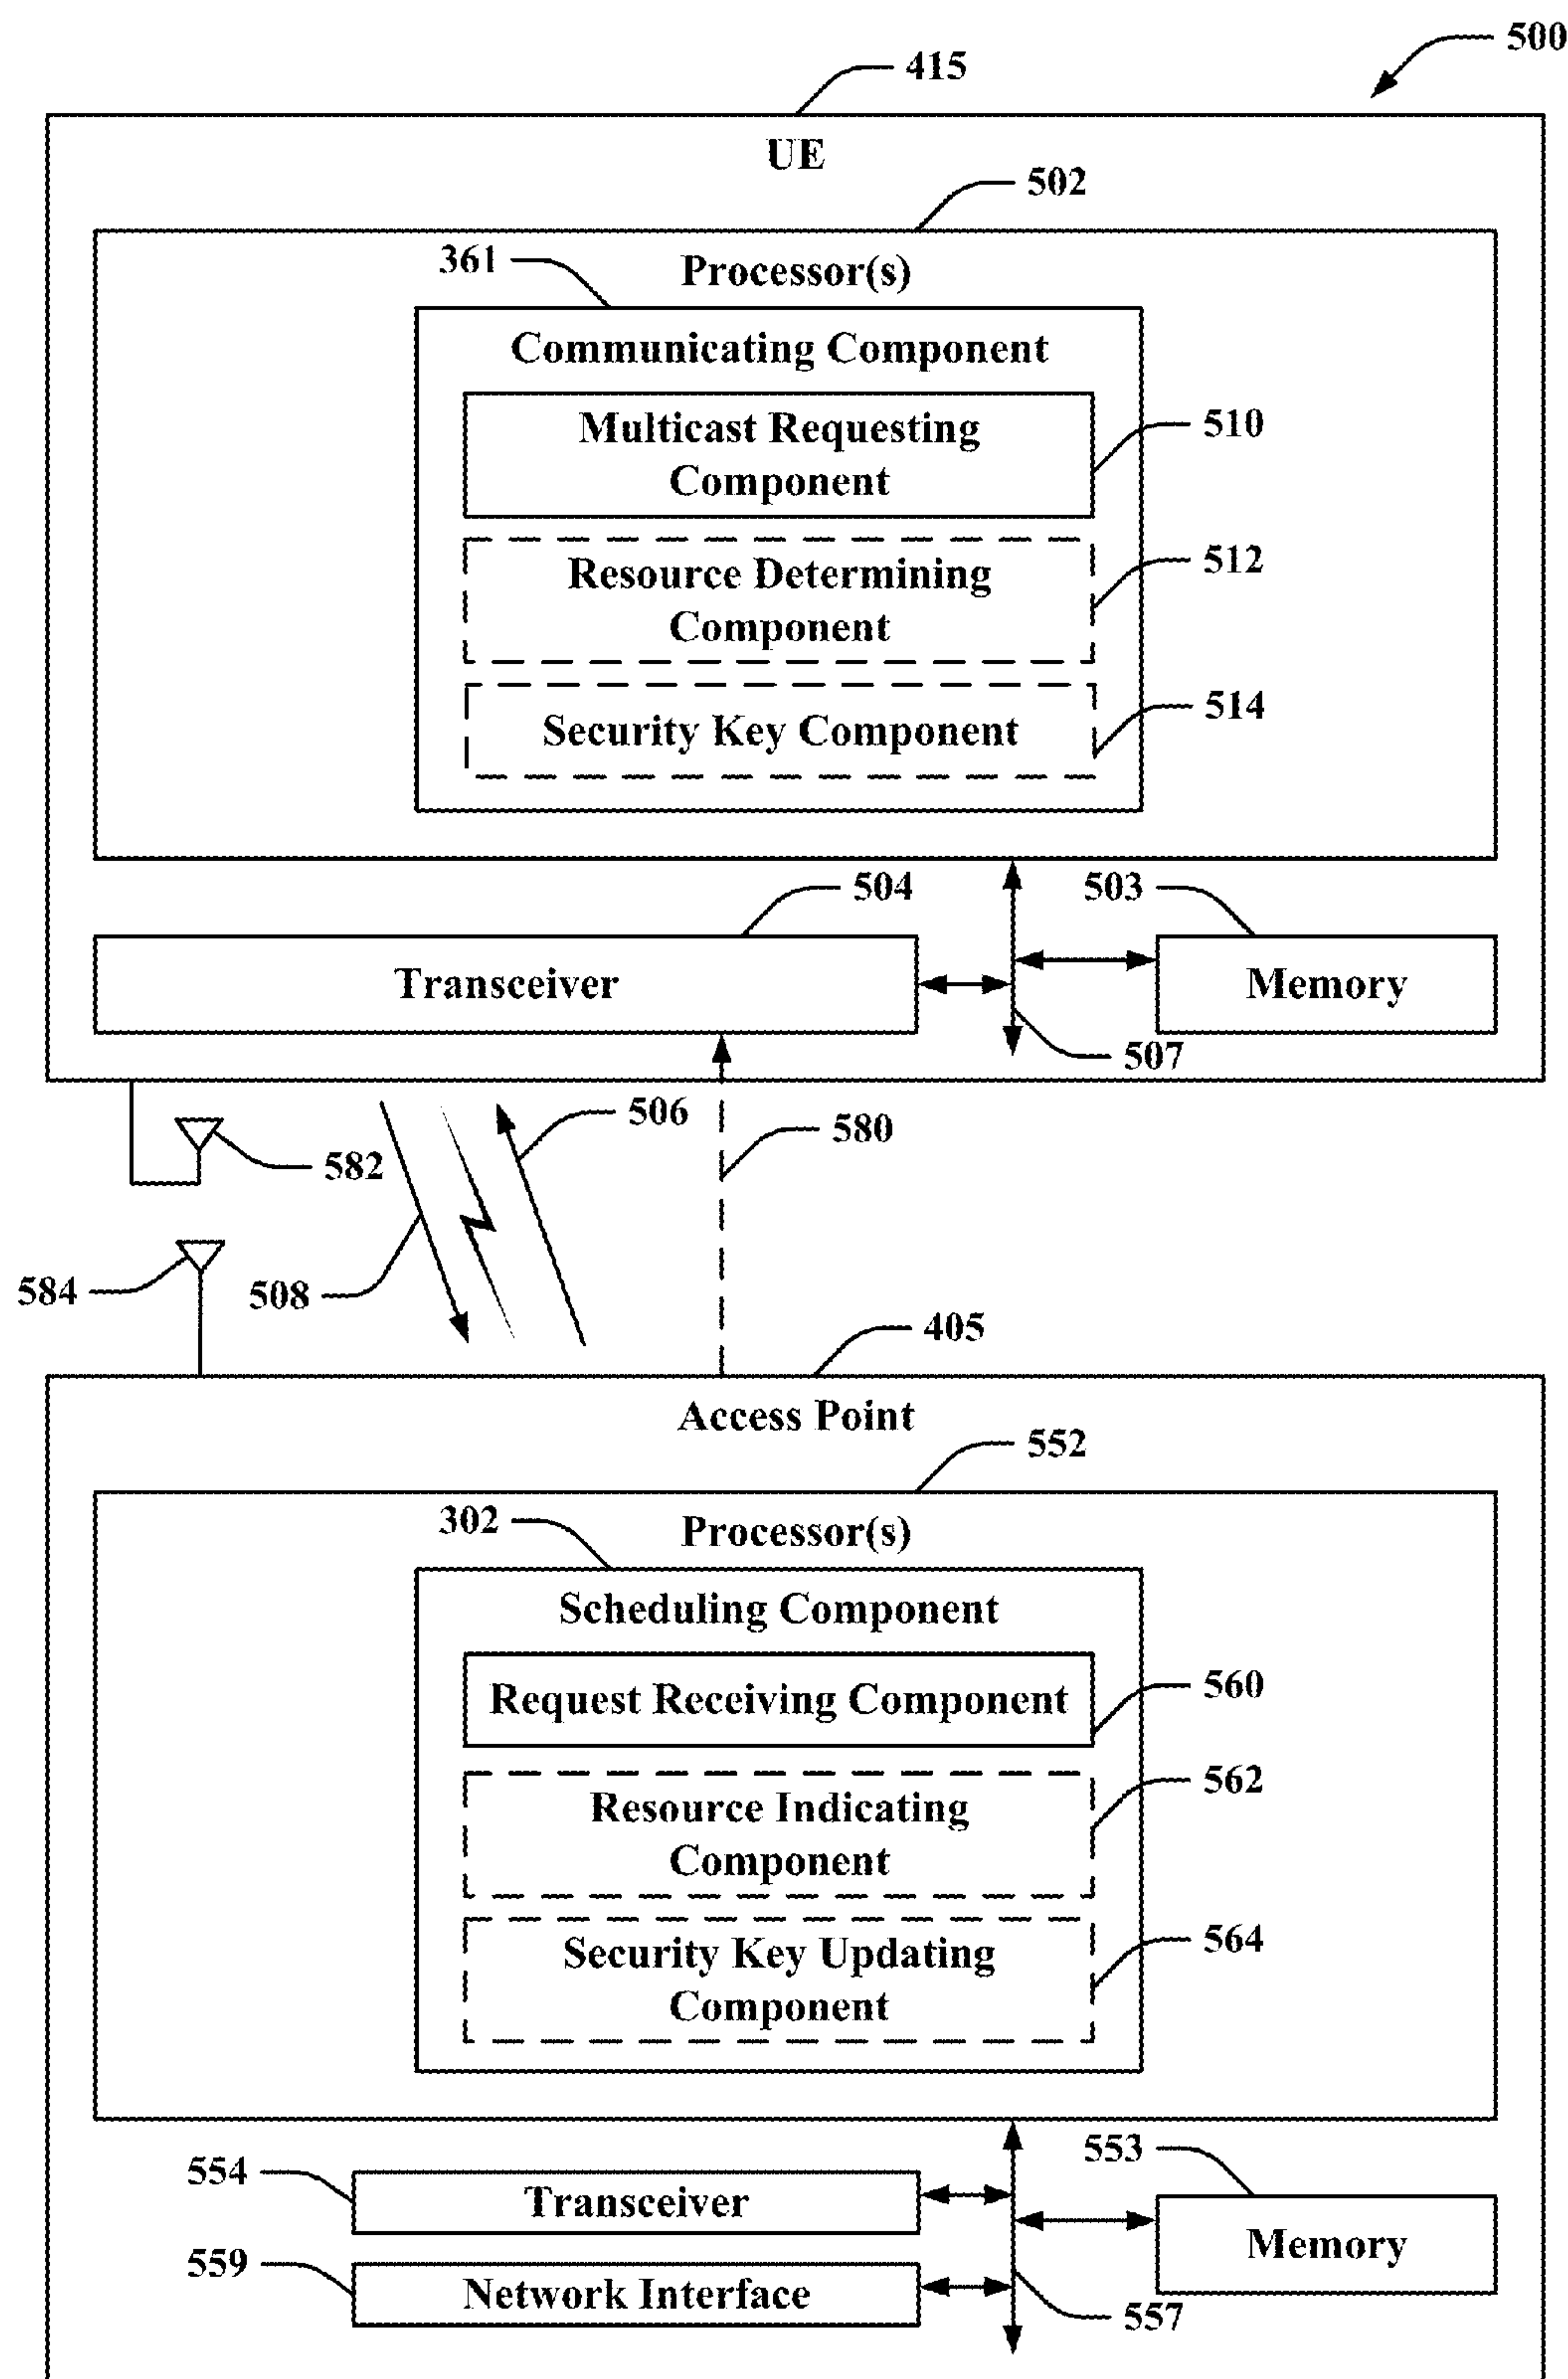 500
415
UE
502
361
Processor(s)
Communicating Component
Multicast Requesting
Component
510
Resource Determining
Component
512
Security Key Component
514
504
503
Transceiver
Memory
507
506
580
582
584
508
405
Access Point
552
302
Processor(s)
Scheduling Component
Request Receiving Component
560
Resource Indicating
Component
562
Security Key Updating
Component
564
553
554
Transceiver
Memory
559
Network Interface
557